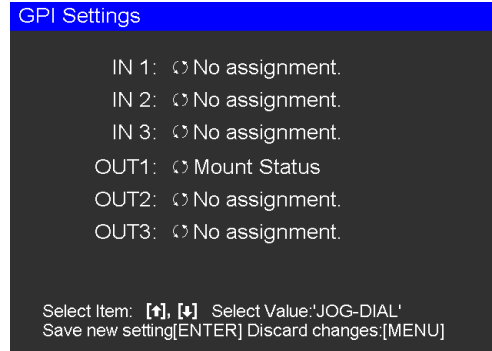 GPI Settings
IN 1: No assignment.
IN 2: No assignment.
IN 3: No assignment.
OUT1: Mount Status
OUT2: No assignment.
OUT3: No assignment.
Select Item: [↑], [↓] Select Value:'JOG-DIAL'
Save new setting[ENTER] Discard changes:[MENU]